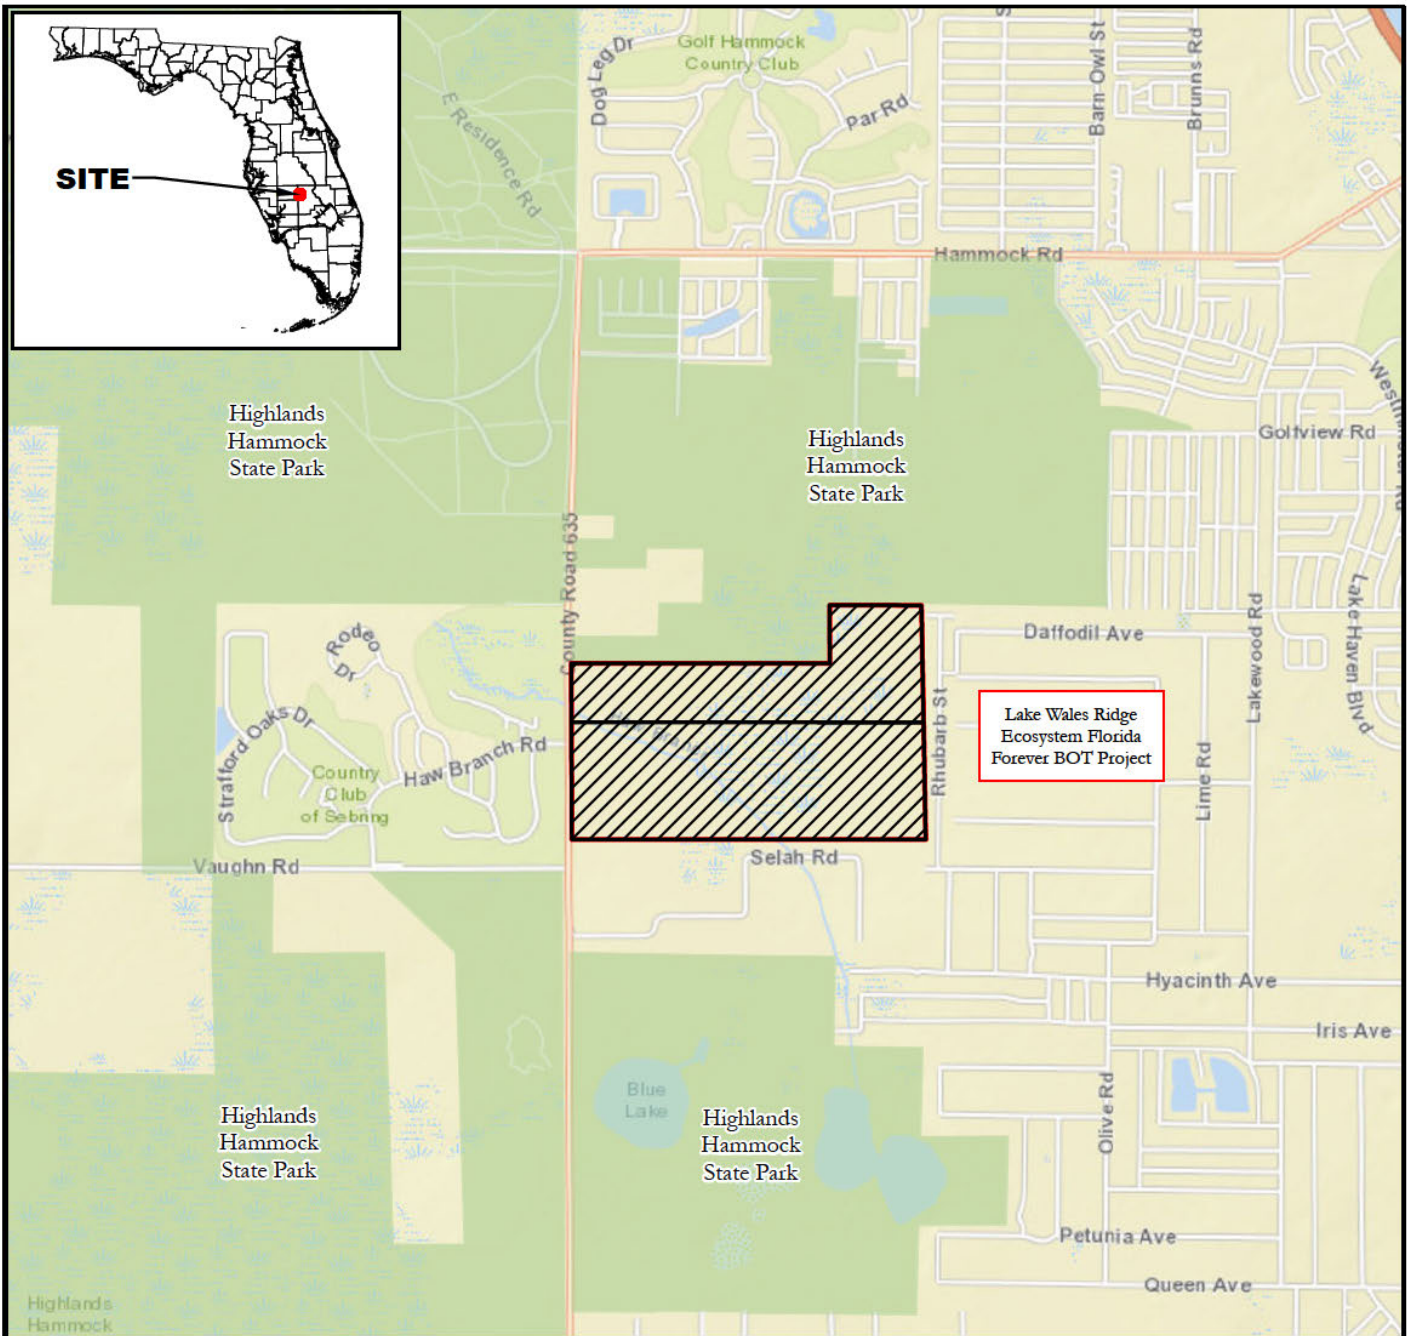 SITE
Golf Hammock
Country Club
Dog Leg Dr
Par Rd
Barn Owl St
Brunns Rd
E Residence Rd
Hammock Rd
Highlands
Hammock
State Park
Highlands
Hammock
State Park
Golfview Rd
County Road 635
Rodeo
Dr
Strafford Oaks Dr
Haw Branch Rd
Country
Club
of Sebring
Haw Branch
Daffodil Ave
Rhubarb St
Lake Wales Ridge
Ecosystem Florida
Forever BOT Project
Lime Rd
Lakewood Rd
Lake Haven Blvd
Vaughn Rd
Selah Rd
Hyacinth Ave
Iris Ave
Blue
Lake
Highlands
Hammock
State Park
Highlands
Hammock
State Park
Olive Rd
Petunia Ave
Queen Ave
Highlands
Hammock